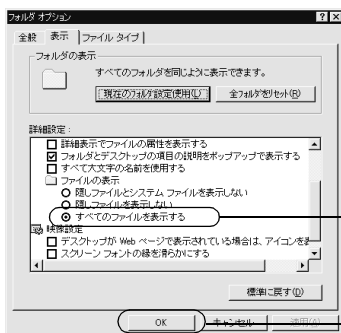 フォルダ オプション
全般 表示 ファイル タイプ
フォルダの表示
すべてのフォルダを同じように表示できます。
現在のフォルダ設定使用(L) 全フォルダをリセット(R)
詳細設定:
詳細表示でファイルの属性を表示する
フォルダとデスクトップの項目の説明をポップアップで表示する
すべて大文字の名前を使用する
ファイルの表示
隠しファイルとシステム ファイルを表示しない
隠しファイルを表示しない
すべてのファイルを表示する
映像設定
デスクトップが Web ページで表示されている場合は、アイコンを
スクリーン フォントの縁を滑らかにする
標準に戻す(D)
OK キャンセル 適用(A)